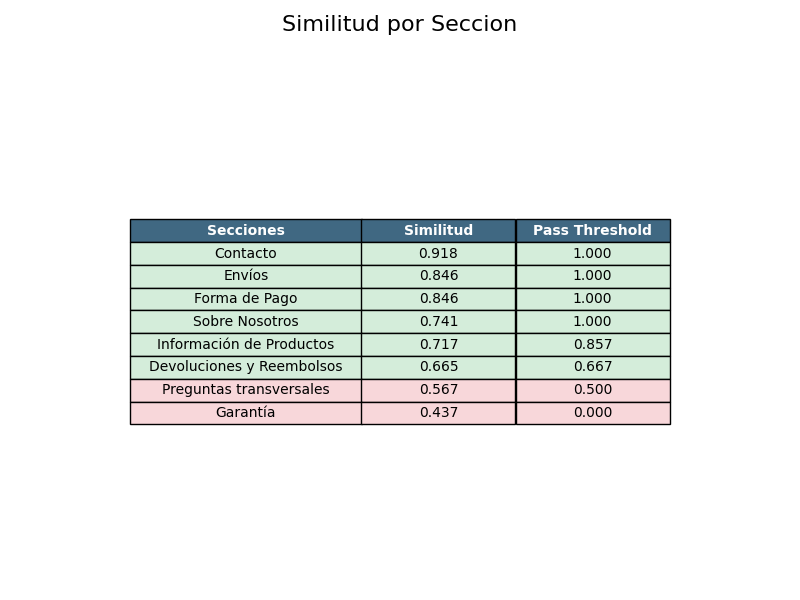 Similitud por Seccion
Secciones Similitud Pass Threshold
Contacto 0.918 1.000
Envíos 0.846 1.000
Forma de Pago 0.846 1.000
Sobre Nosotros 0.741 1.000
Información de Productos 0.717 0.857
Devoluciones y Reembolsos 0.665 0.667
Preguntas transversales 0.567 0.500
Garantía 0.437 0.000